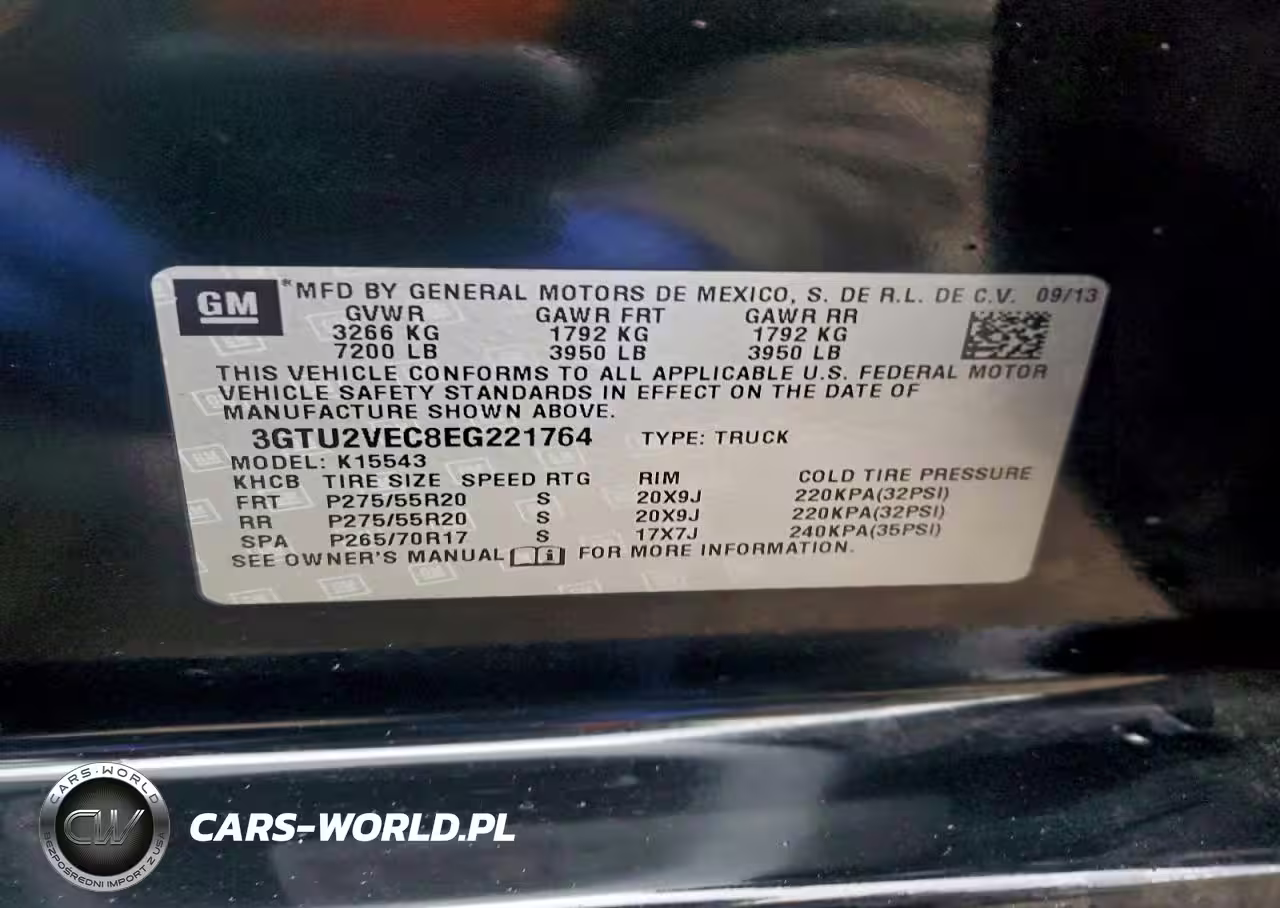 GM
*MFD BY GENERAL MOTORS DE MEXICO, S. DE R.L. DE C.V. 09/13
GVWR GAWR FRT GAWR RR
3266 KG 1792 KG 1792 KG
7200 LB 3950 LB 3950 LB
THIS VEHICLE CONFORMS TO ALL APPLICABLE U.S. FEDERAL MOTOR
VEHICLE SAFETY STANDARDS IN EFFECT ON THE DATE OF
MANUFACTURE SHOWN ABOVE.
3GTU2VEC8EG221764 TYPE: TRUCK
MODEL: K15543
KHCB TIRE SIZE SPEED RTG RIM COLD TIRE PRESSURE
FRT P275/55R20 S 20X9J 220KPA(32PSI)
RR P275/55R20 S 20X9J 220KPA(32PSI)
SPA P265/70R17 S 17X7J 240KPA(35PSI)
SEE OWNER'S MANUAL FOR MORE INFORMATION.
CARS-WORLD
CW
BEZPOŚREDNI IMPORT Z USA
CARS-WORLD.PL